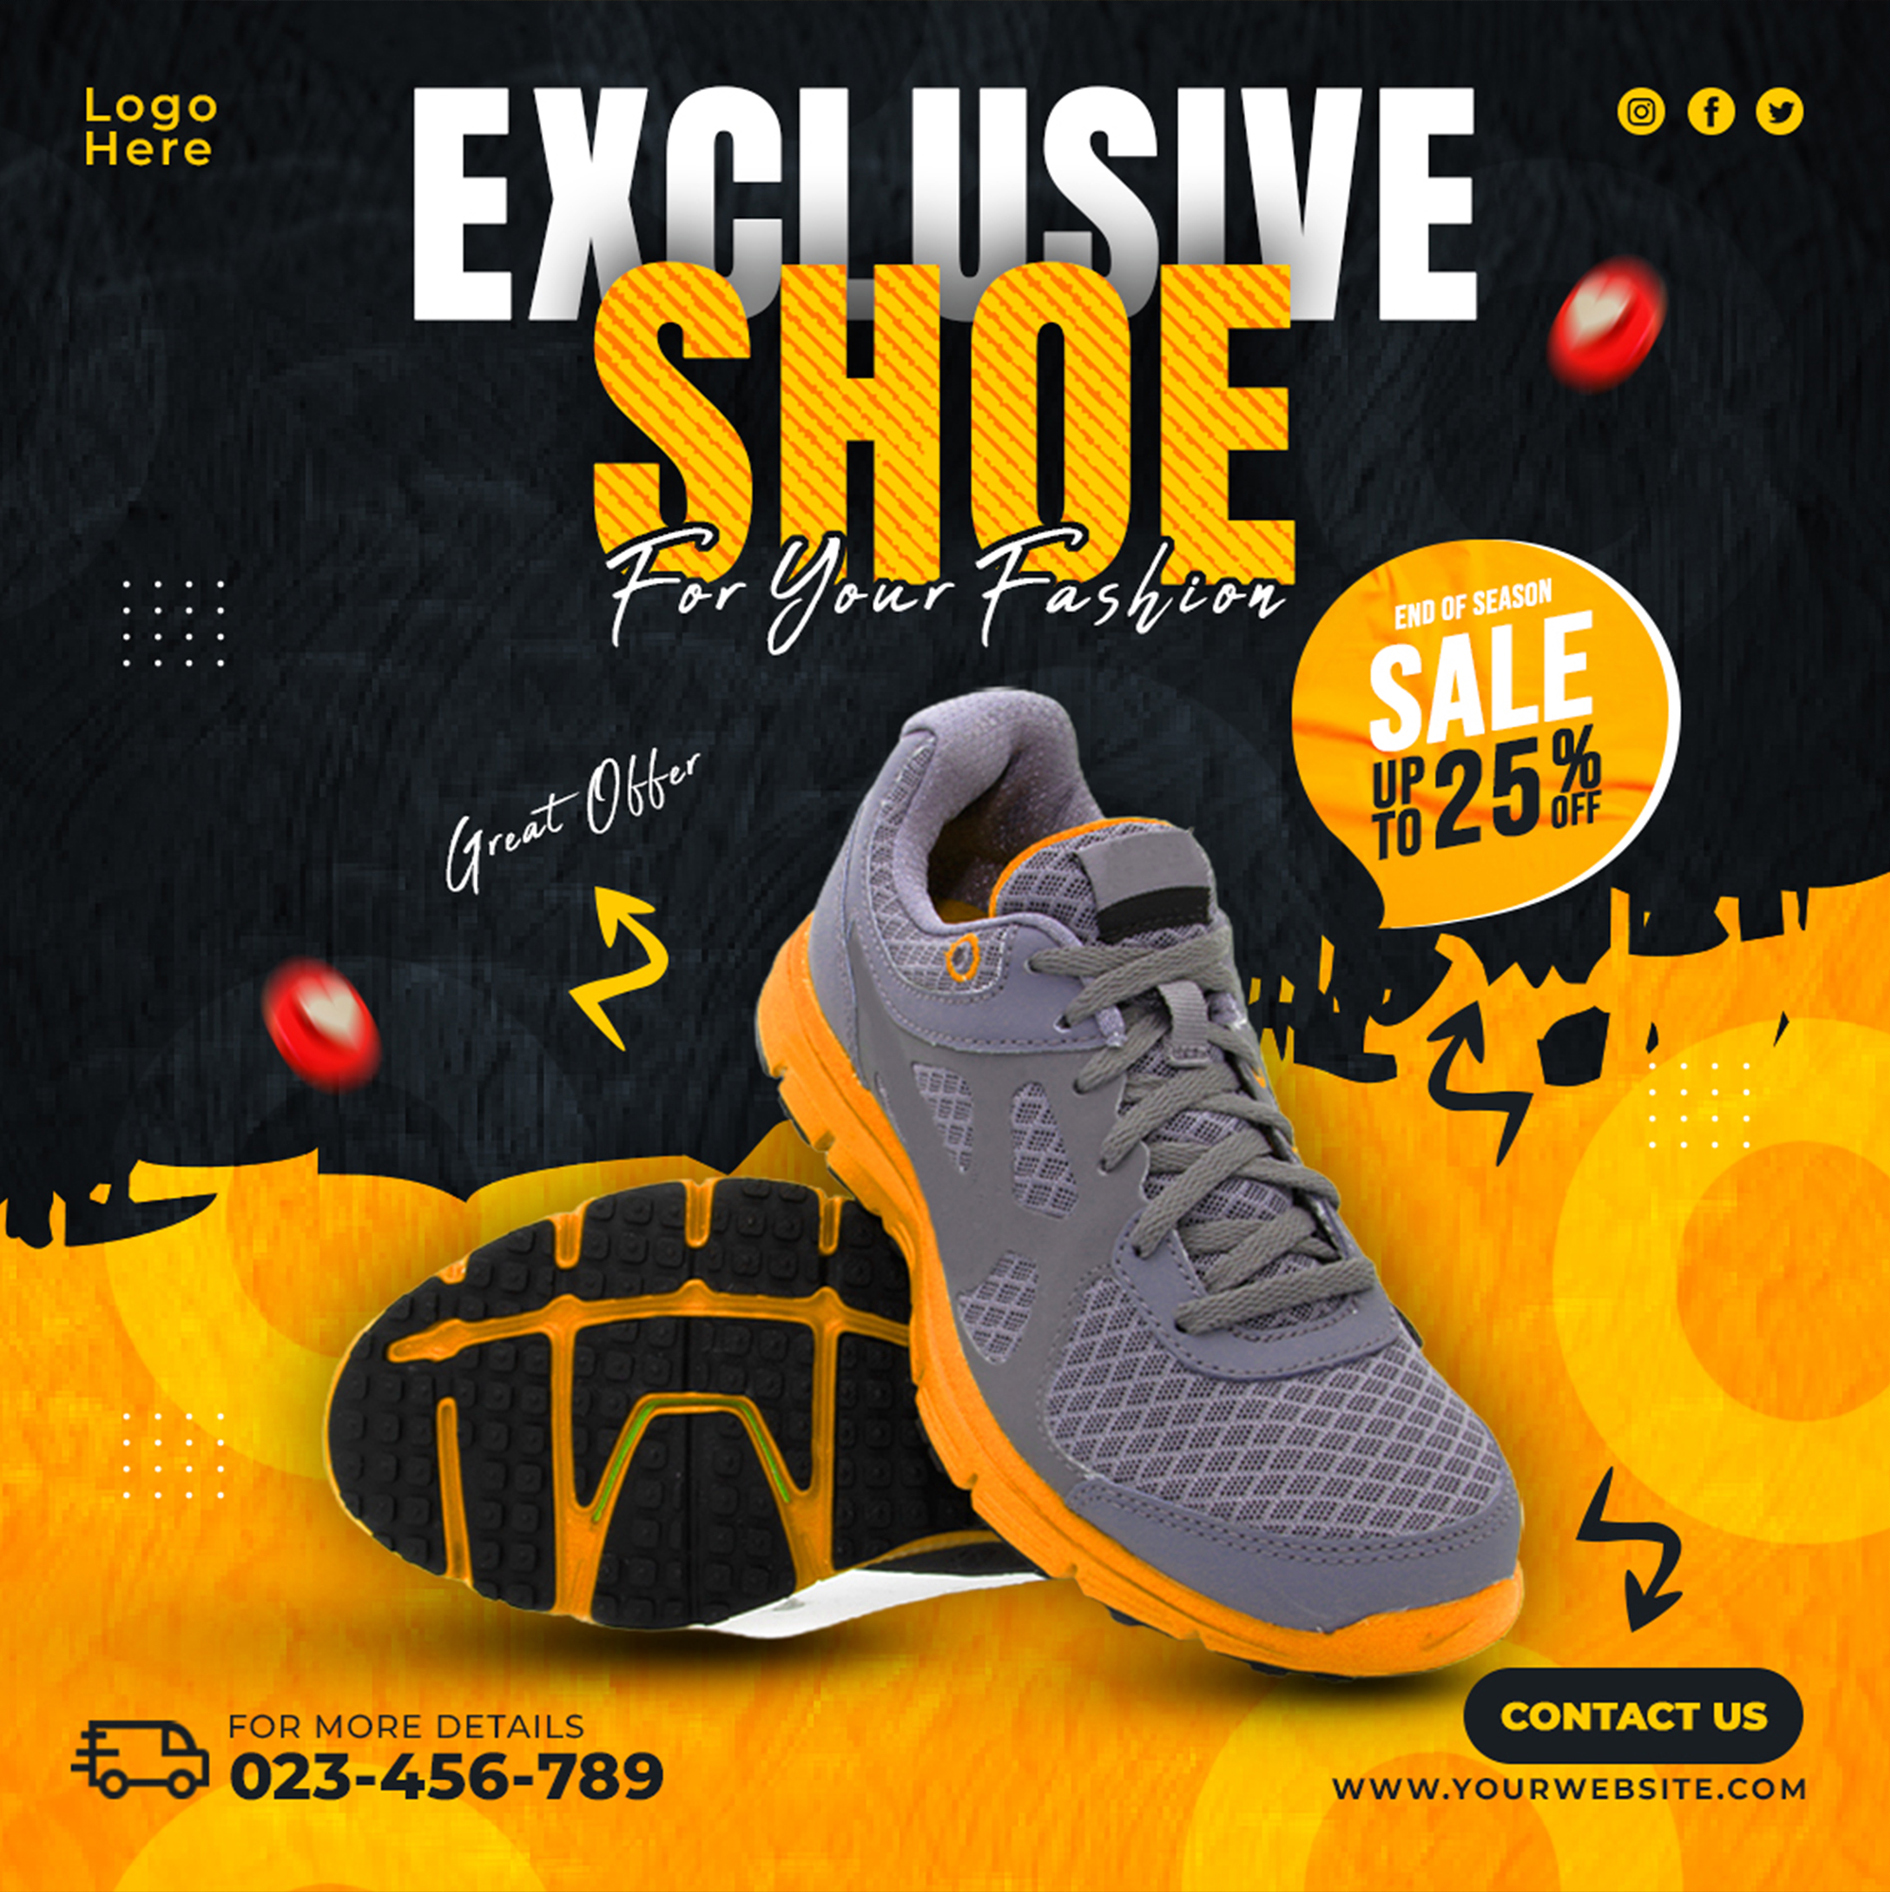 Logo
Here
EXCLUSIVE
SHOE
For Your Fashion
END OF SEASON
SALE
UP TO 25% OFF
Great Offer
FOR MORE DETAILS
023-456-789
CONTACT US
WWW.YOURWEBSITE.COM